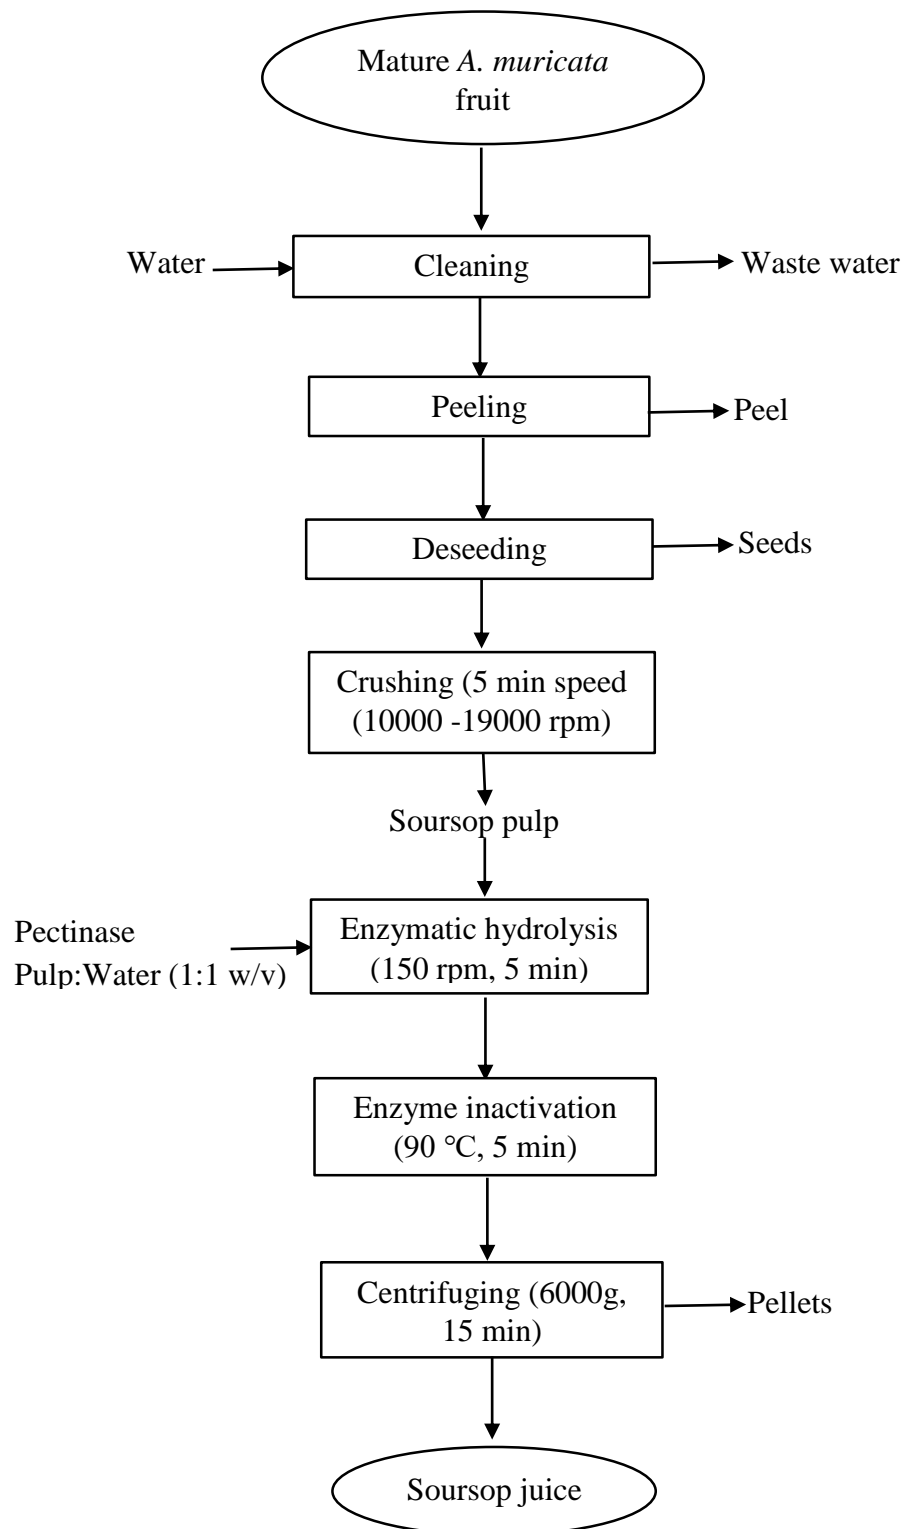 Mature A. muricata
fruit
Water
Cleaning
Waste water
Peeling
Peel
Deseeding
Seeds
Crushing (5 min speed
(10000 -19000 rpm)
Soursop pulp
Pectinase
Pulp:Water (1:1 w/v)
Enzymatic hydrolysis
(150 rpm, 5 min)
Enzyme inactivation
(90 °C, 5 min)
Centrifuging (6000g,
15 min)
Pellets
Soursop juice